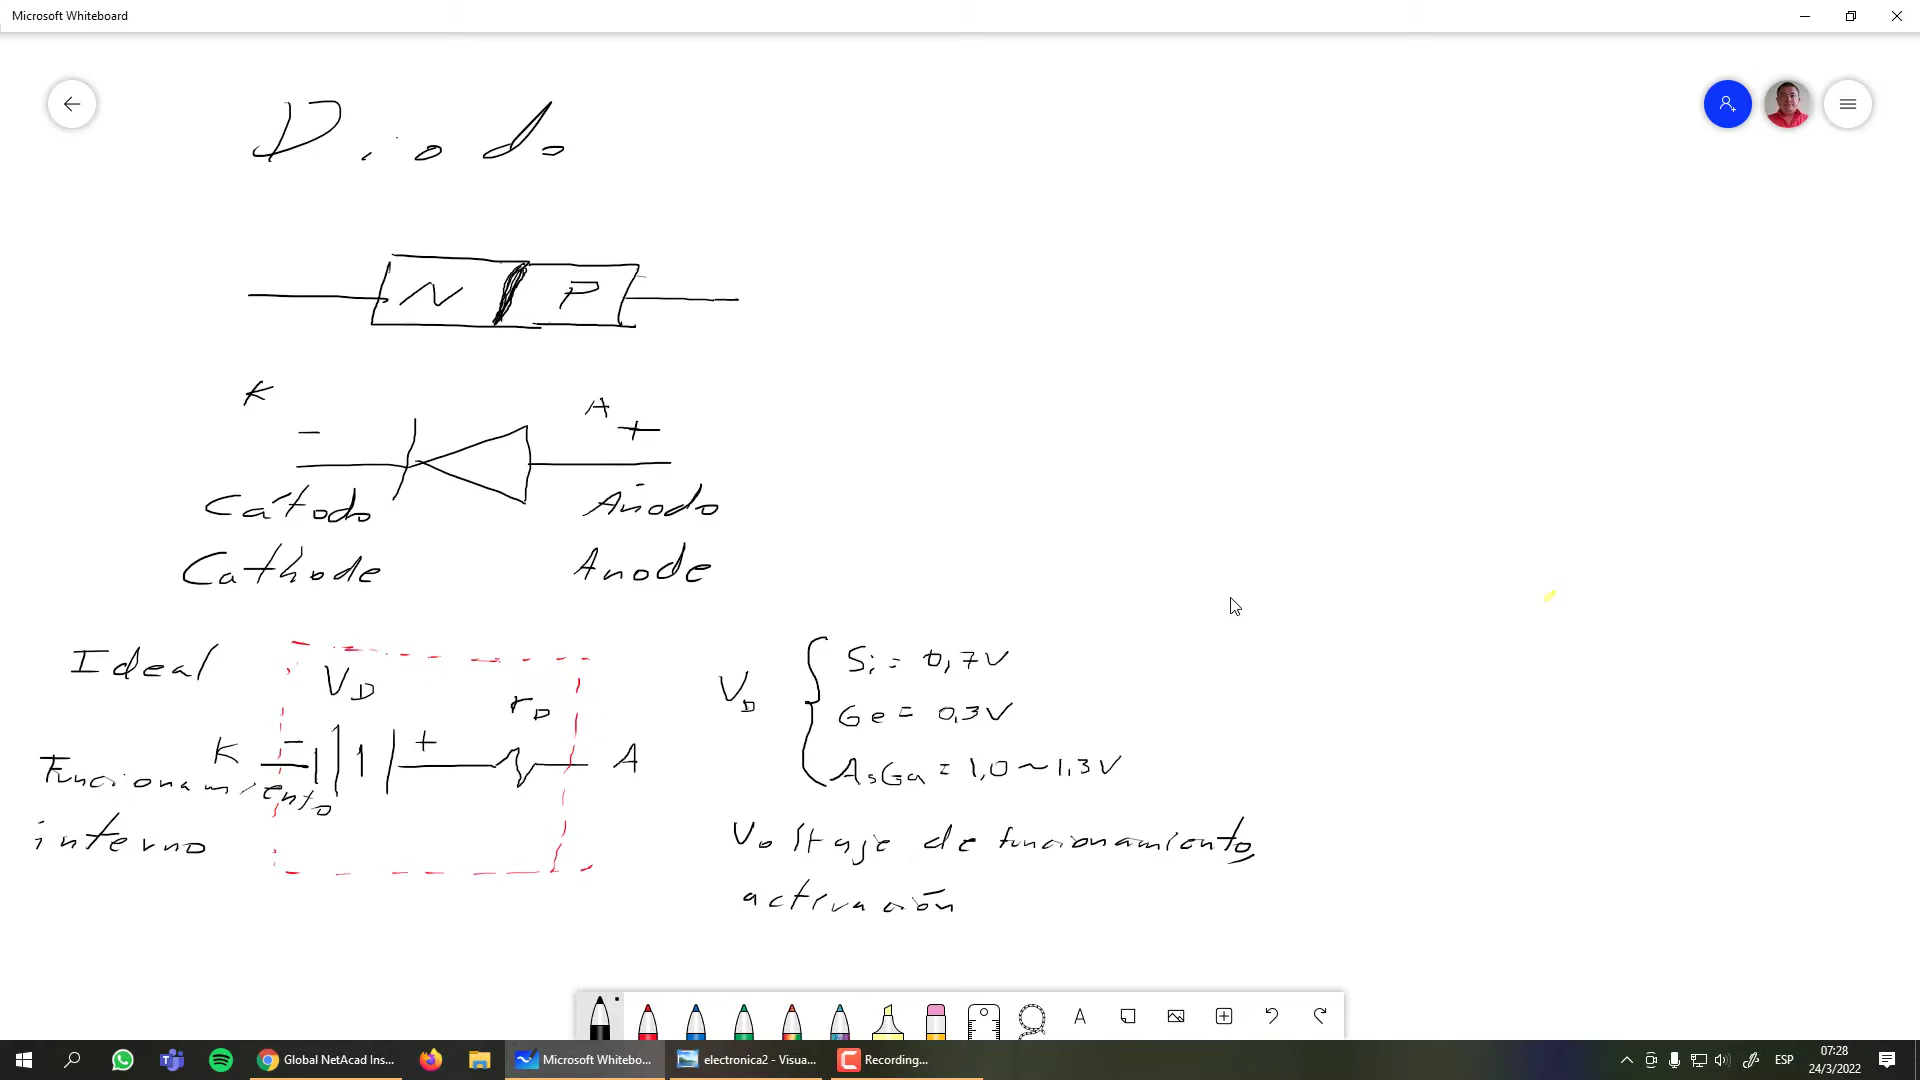 Microsoft Whiteboard
Diodo
N P
K A
- +
Cátodo Ánodo
Cathode Anode
Ideal
VD
rD
K - + A
Funcionamiento
interno
VD
Si = 0,7V
Ge = 0.3V
AsGa = 1,0 ~ 1,3V
Voltaje de funcionamiento,
activación
A
Global NetAcad Ins...
Microsoft Whitebo...
electronica2 - Visua...
Recording...
ESP
07:28
24/3/2022